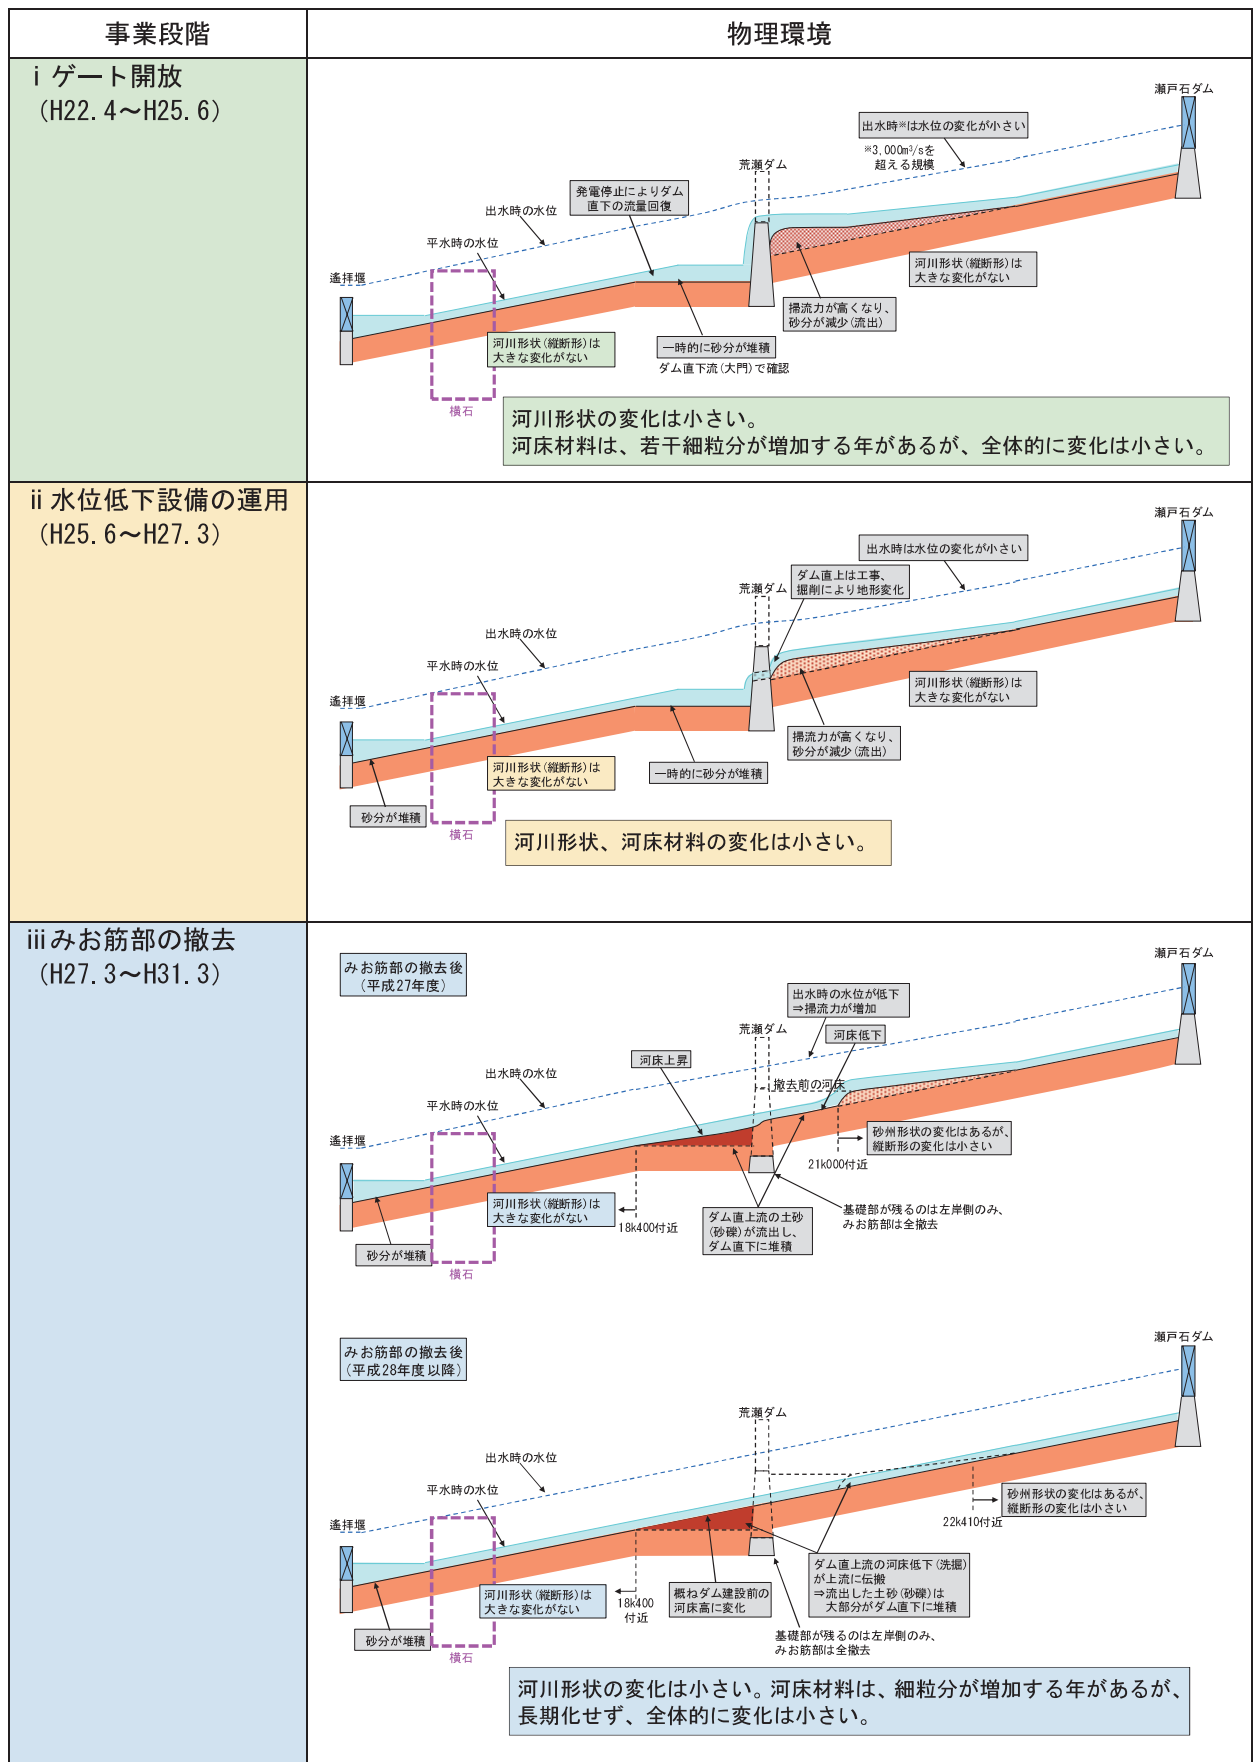 事業段階
物理環境
ⅰ ゲート開放
（H22.4～H25.6）
瀬戸石ダム
出水時※は水位の変化が小さい
※3,000m³/sを
超える規模
荒瀬ダム
発電停止によりダム
直下の流量回復
出水時の水位
平水時の水位
遙拝堰
河川形状(縦断形)は
大きな変化がない
掃流力が高くなり、
砂分が減少(流出)
河川形状(縦断形)は
大きな変化がない
一時的に砂分が堆積
ダム直下流(大門)で確認
横石
河川形状の変化は小さい。
河床材料は、若干細粒分が増加する年があるが、全体的に変化は小さい。
ⅱ 水位低下設備の運用
（H25.6～H27.3）
瀬戸石ダム
出水時は水位の変化が小さい
ダム直上は工事、
掘削により地形変化
荒瀬ダム
出水時の水位
平水時の水位
遙拝堰
河川形状(縦断形)は
大きな変化がない
掃流力が高くなり、
砂分が減少(流出)
河川形状(縦断形)は
大きな変化がない
一時的に砂分が堆積
砂分が堆積
横石
河川形状、河床材料の変化は小さい。
ⅲ みお筋部の撤去
（H27.3～H31.3）
みお筋部の撤去後
（平成27年度）
瀬戸石ダム
出水時の水位が低下
⇒掃流力が増加
荒瀬ダム
河床低下
河床上昇
出水時の水位
撤去前の河床
平水時の水位
遙拝堰
砂州形状の変化はあるが、
縦断形の変化は小さい
21k000付近
河川形状(縦断形)は
大きな変化がない
18k400付近
ダム直上流の土砂
(砂礫)が流出し、
ダム直下に堆積
基礎部が残るのは左岸側のみ、
みお筋部は全撤去
砂分が堆積
横石
みお筋部の撤去後
（平成28年度以降）
瀬戸石ダム
荒瀬ダム
出水時の水位
平水時の水位
遙拝堰
砂州形状の変化はあるが、
縦断形の変化は小さい
22k410付近
ダム直上流の河床低下(洗掘)
が上流に伝搬
⇒流出した土砂(砂礫)は
大部分がダム直下に堆積
河川形状(縦断形)は
大きな変化がない
18k400
付近
概ねダム建設前の
河床高に変化
基礎部が残るのは左岸側のみ、
みお筋部は全撤去
砂分が堆積
横石
河川形状の変化は小さい。河床材料は、細粒分が増加する年があるが、
長期化せず、全体的に変化は小さい。